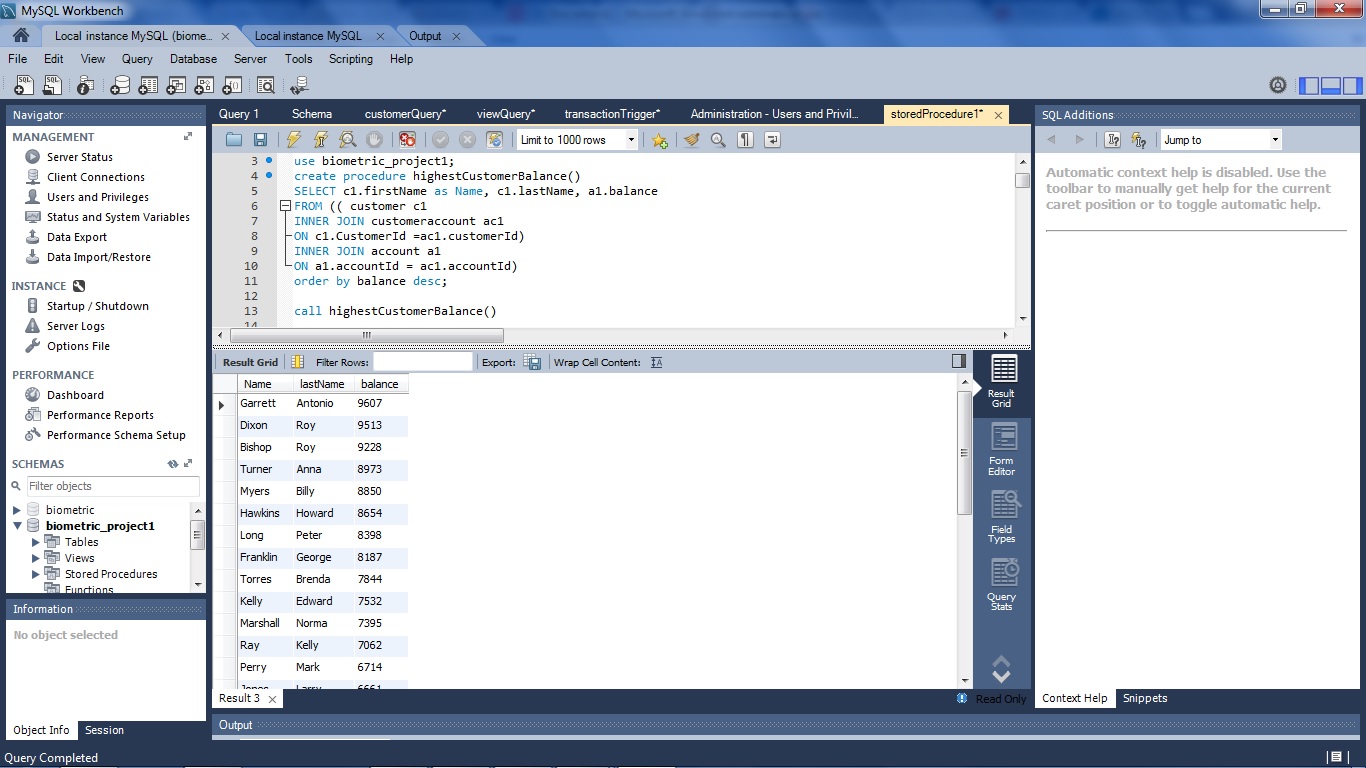 MySQL Workbench
Local instance MySQL (biome... Local instance MySQL Output
File Edit View Query Database Server Tools Scripting Help
Navigator
MANAGEMENT
Server Status
Client Connections
Users and Privileges
Status and System Variables
Data Export
Data Import/Restore
INSTANCE
Startup / Shutdown
Server Logs
Options File
PERFORMANCE
Dashboard
Performance Reports
Performance Schema Setup
SCHEMAS
Filter objects
biometric
biometric_project1
Tables
Views
Stored Procedures
Functions
Information
No object selected
Object Info Session
Query 1 Schema customerQuery* viewQuery* transactionTrigger* Administration - Users and Privil... storedProcedure1*
Limit to 1000 rows
3 use biometric_project1;
4 create procedure highestCustomerBalance()
5 SELECT c1.firstName as Name, c1.lastName, a1.balance
6 FROM (( customer c1
7 INNER JOIN customeraccount ac1
8 ON c1.CustomerId =ac1.customerId)
9 INNER JOIN account a1
10 ON a1.accountId = ac1.accountId)
11 order by balance desc;
12
13 call highestCustomerBalance()
14
Result Grid Filter Rows: Export: Wrap Cell Content:
Name lastName balance
Garrett Antonio 9607
Dixon Roy 9513
Bishop Roy 9228
Turner Anna 8973
Myers Billy 8850
Hawkins Howard 8654
Long Peter 8398
Franklin George 8187
Torres Brenda 7844
Kelly Edward 7532
Marshall Norma 7395
Ray Kelly 7062
Perry Mark 6714
Jones Larry 6661
Result Grid
Form Editor
Field Types
Query Stats
Result 3 Read Only
Output
SQL Additions
Jump to
Automatic context help is disabled. Use the
toolbar to manually get help for the current
caret position or to toggle automatic help.
Context Help Snippets
Query Completed